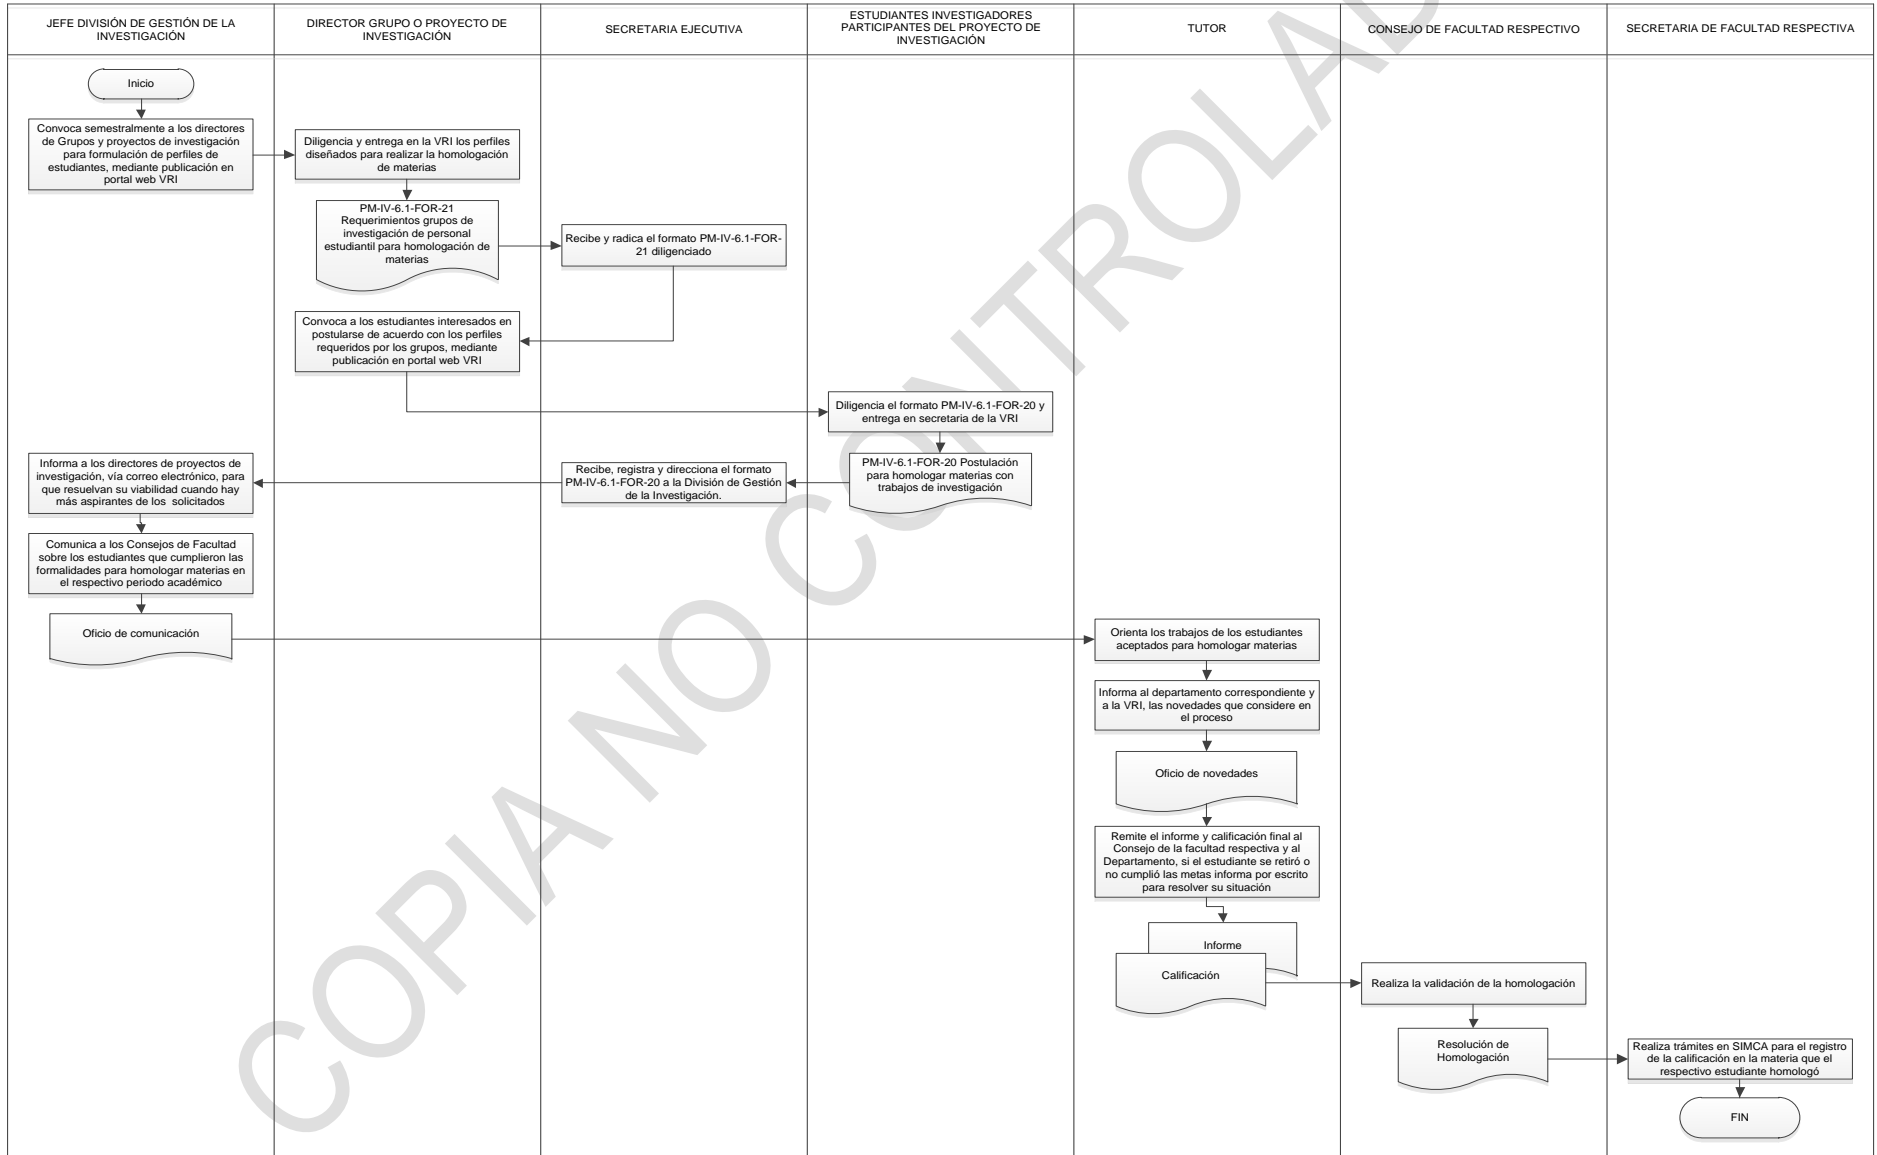 JEFE DIVISIÓN DE GESTIÓN DE LA
INVESTIGACIÓN
DIRECTOR GRUPO O PROYECTO DE
INVESTIGACIÓN
SECRETARIA EJECUTIVA
ESTUDIANTES INVESTIGADORES
PARTICIPANTES DEL PROYECTO DE
INVESTIGACIÓN
TUTOR
CONSEJO DE FACULTAD RESPECTIVO
SECRETARIA DE FACULTAD RESPECTIVA
Inicio
Convoca semestralmente a los directores
de Grupos y proyectos de investigación
para formulación de perfiles de
estudiantes, mediante publicación en
portal web VRI
Diligencia y entrega en la VRI los perfiles
diseñados para realizar la homologación
de materias
PM-IV-6.1-FOR-21
Requerimientos grupos de
investigación de personal
estudiantil para homologación de
materias
Recibe y radica el formato PM-IV-6.1-FOR-
21 diligenciado
Convoca a los estudiantes interesados en
postularse de acuerdo con los perfiles
requeridos por los grupos, mediante
publicación en portal web VRI
Diligencia el formato PM-IV-6.1-FOR-20 y
entrega en secretaria de la VRI
PM-IV-6.1-FOR-20 Postulación
para homologar materias con
trabajos de investigación
Recibe, registra y direcciona el formato
PM-IV-6.1-FOR-20 a la División de Gestión
de la Investigación.
Informa a los directores de proyectos de
investigación, vía correo electrónico, para
que resuelvan su viabilidad cuando hay
más aspirantes de los solicitados
Comunica a los Consejos de Facultad
sobre los estudiantes que cumplieron las
formalidades para homologar materias en
el respectivo periodo académico
Oficio de comunicación
Orienta los trabajos de los estudiantes
aceptados para homologar materias
Informa al departamento correspondiente y
a la VRI, las novedades que considere en
el proceso
Oficio de novedades
Remite el informe y calificación final al
Consejo de la facultad respectiva y al
Departamento, si el estudiante se retiró o
no cumplió las metas informa por escrito
para resolver su situación
Informe
Calificación
Realiza la validación de la homologación
Resolución de
Homologación
Realiza trámites en SIMCA para el registro
de la calificación en la materia que el
respectivo estudiante homologó
FIN
COPIA NO CONTROLAD